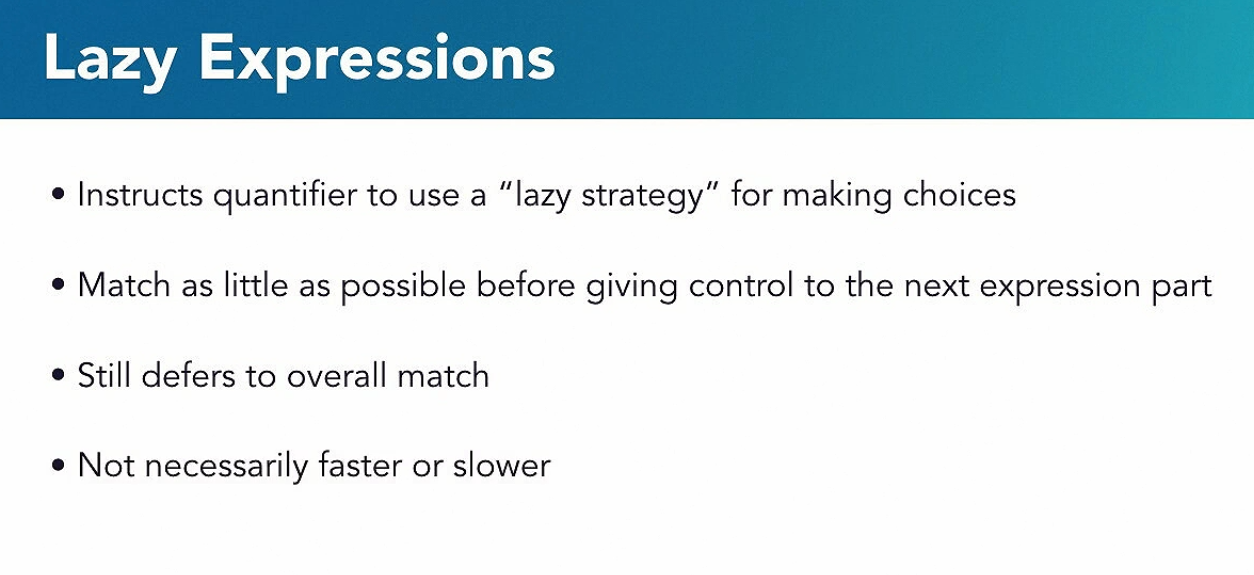 Lazy Expressions
• Instructs quantifier to use a “lazy strategy” for making choices
• Match as little as possible before giving control to the next expression part
• Still defers to overall match
• Not necessarily faster or slower